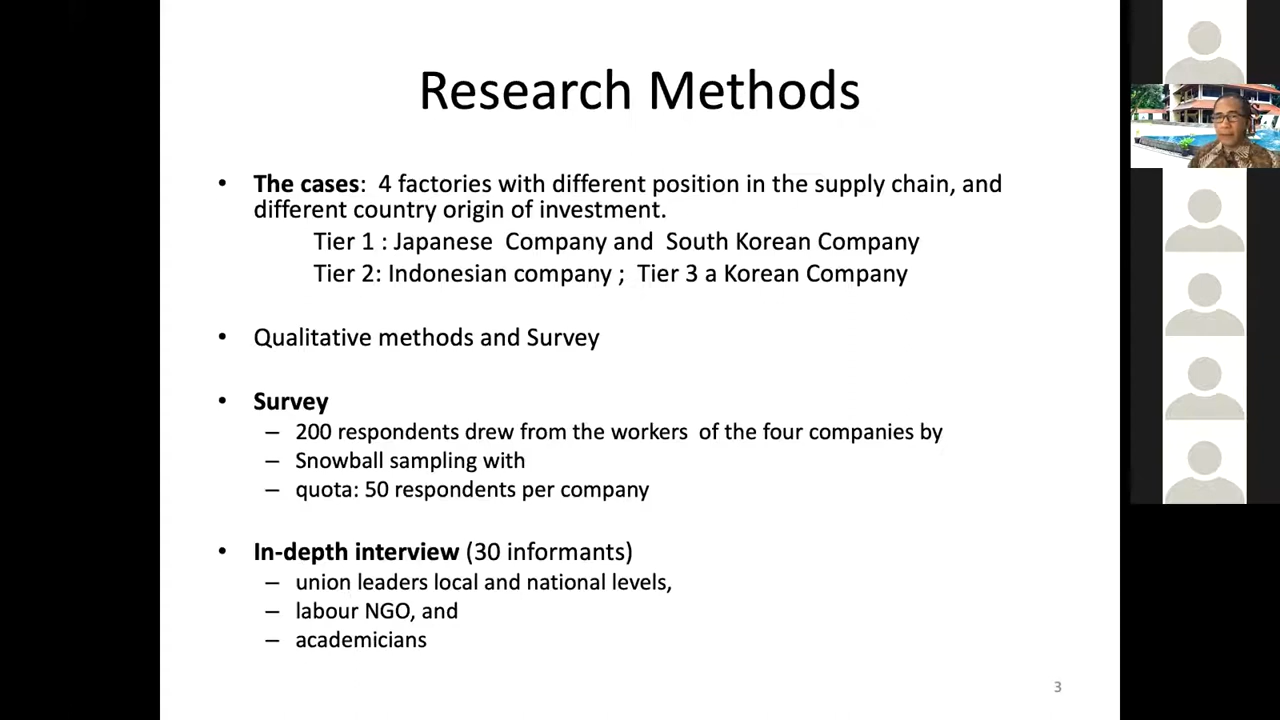 Research Methods
• The cases: 4 factories with different position in the supply chain, and
different country origin of investment.
Tier 1 : Japanese Company and South Korean Company
Tier 2: Indonesian company ; Tier 3 a Korean Company
• Qualitative methods and Survey
• Survey
– 200 respondents drew from the workers of the four companies by
– Snowball sampling with
– quota: 50 respondents per company
• In-depth interview (30 informants)
– union leaders local and national levels,
– labour NGO, and
– academicians
3